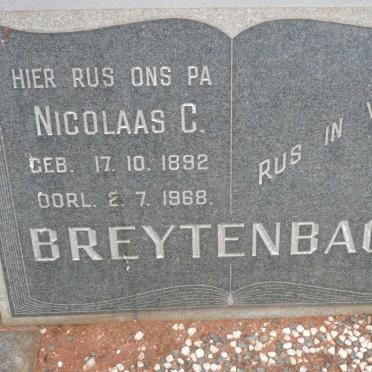 HIER RUS ONS PA
NICOLAAS C.
GEB. 17. 10. 1892
OORL. 2. 7. 1968.
RUS IN
BREYTENBAC